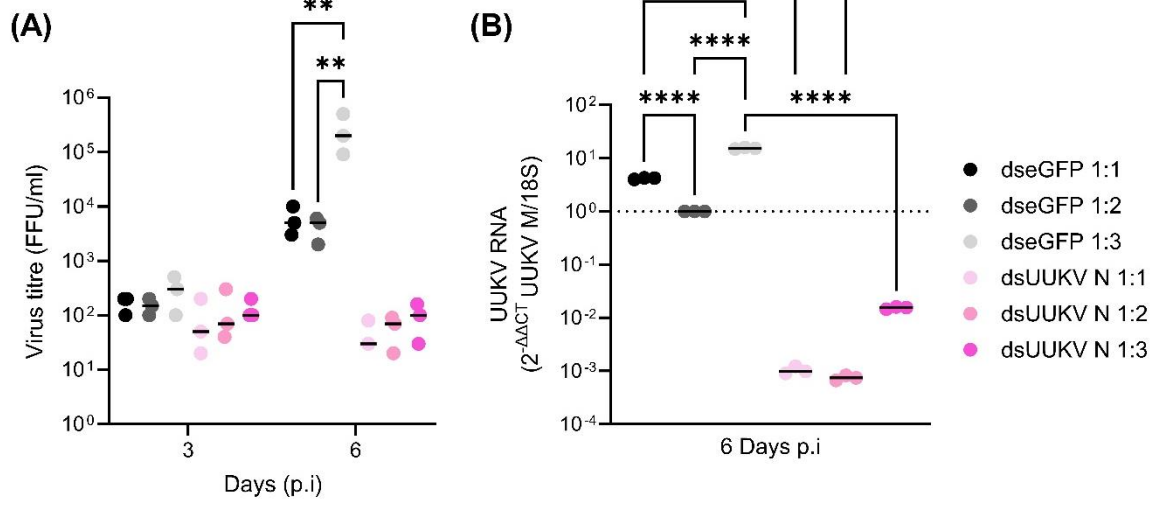 (A)
**
**
Virus titre (FFU/ml)
10⁶
10⁵
10⁴
10³
10²
10¹
10⁰
3
6
Days (p.i)
(B)
****
****
****
UUKV RNA
(2^-ΔΔCT UUKV M/18S)
10²
10¹
10⁰
10⁻¹
10⁻²
10⁻³
10⁻⁴
6 Days p.i
dseGFP 1:1
dseGFP 1:2
dseGFP 1:3
dsUUKV N 1:1
dsUUKV N 1:2
dsUUKV N 1:3